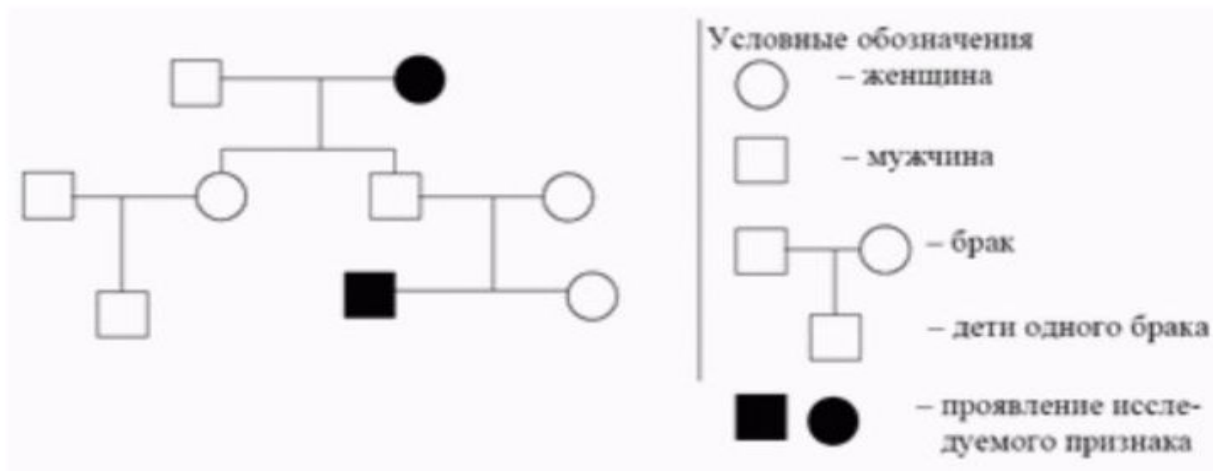 Условные обозначения
– женщина
– мужчина
– брак
– дети одного брака
– проявление иссле-
дуемого признака